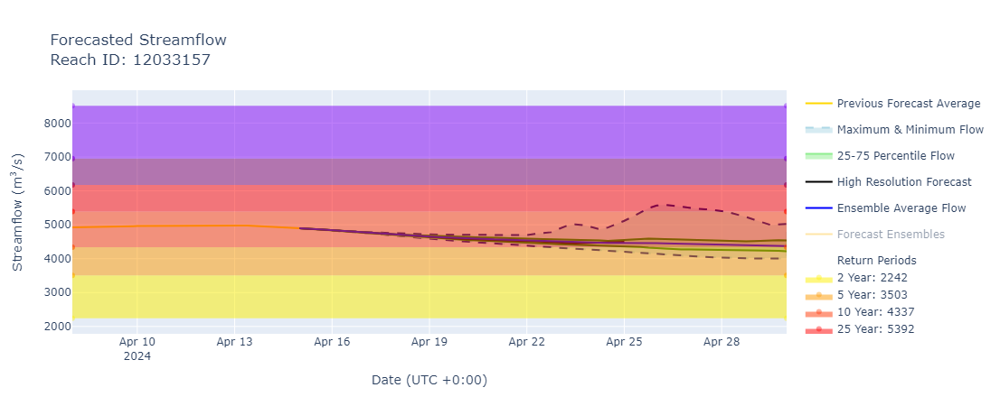 Forecasted Streamflow
Reach ID: 12033157
Streamflow (m³/s)
8000
7000
6000
5000
4000
3000
2000
Apr 10
2024
Apr 13
Apr 16
Apr 19
Apr 22
Apr 25
Apr 28
Date (UTC +0:00)
Previous Forecast Average
Maximum & Minimum Flow
25-75 Percentile Flow
High Resolution Forecast
Ensemble Average Flow
Forecast Ensembles
Return Periods
2 Year: 2242
5 Year: 3503
10 Year: 4337
25 Year: 5392